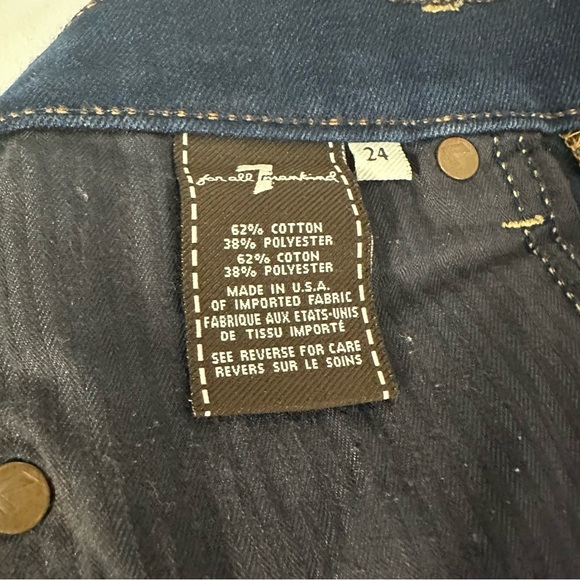 for all 7 mankind
24
62% COTTON
38% POLYESTER
62% COTON
38% POLYESTER
MADE IN U.S.A.
OF IMPORTED FABRIC
FABRIQUE AUX ETATS-UNIS
DE TISSU IMPORTÉ
SEE REVERSE FOR CARE
REVERS SUR LE SOINS